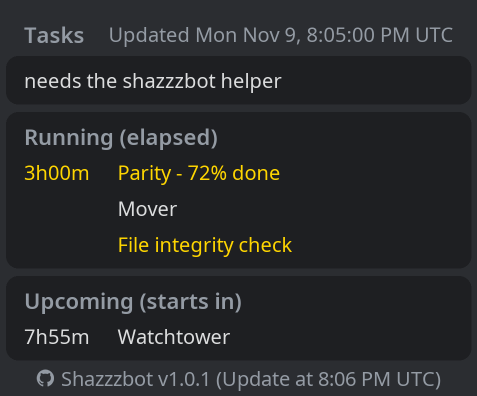 Tasks Updated Mon Nov 9, 8:05:00 PM UTC
needs the shazzzbot helper
Running (elapsed)
3h00m Parity - 72% done
Mover
File integrity check
Upcoming (starts in)
7h55m Watchtower
Shazzzbot v1.0.1 (Update at 8:06 PM UTC)